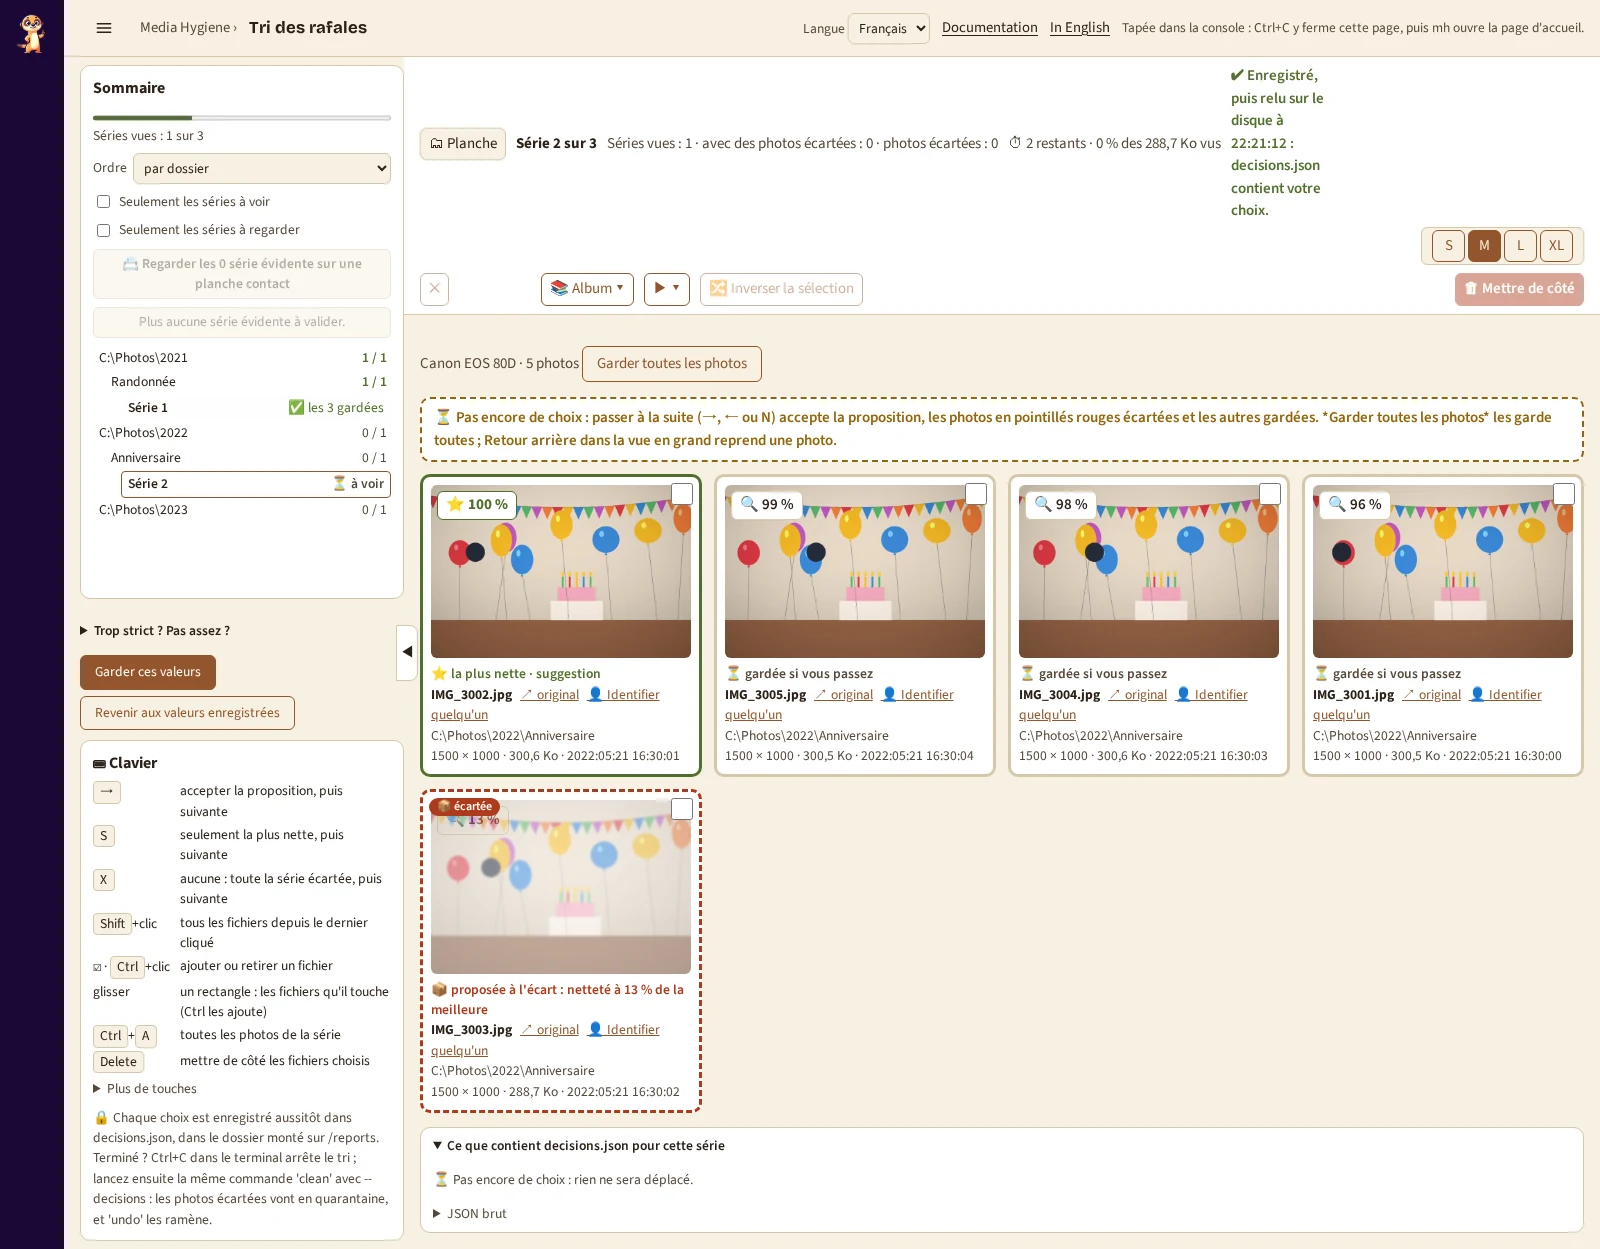 Media Hygiene › Tri des rafales
Langue Français Documentation In English Tapée dans la console : Ctrl+C y ferme cette page, puis mh ouvre la page d'accueil.
Sommaire
Séries vues : 1 sur 3
Ordre par dossier
Seulement les séries à voir
Seulement les séries à regarder
📇 Regarder les 0 série évidente sur une
planche contact
Plus aucune série évidente à valider.
C:\Photos\2021 1 / 1
Randonnée 1 / 1
Série 1 ✅ les 3 gardées
C:\Photos\2022 0 / 1
Anniversaire 0 / 1
Série 2 ⏳ à voir
C:\Photos\2023 0 / 1
▶ Trop strict ? Pas assez ?
Garder ces valeurs
Revenir aux valeurs enregistrées
⌨ Clavier
→ accepter la proposition, puis
suivante
S seulement la plus nette, puis
suivante
X aucune : toute la série écartée, puis
suivante
Shift+clic tous les fichiers depuis le dernier
cliqué
☑ · Ctrl+clic ajouter ou retirer un fichier
glisser un rectangle : les fichiers qu'il touche
(Ctrl les ajoute)
Ctrl+A toutes les photos de la série
Delete mettre de côté les fichiers choisis
▶ Plus de touches
🔒 Chaque choix est enregistré aussitôt dans
decisions.json, dans le dossier monté sur /reports.
Terminé ? Ctrl+C dans le terminal arrête le tri ;
lancez ensuite la même commande 'clean' avec --
decisions : les photos écartées vont en quarantaine,
et 'undo' les ramène.
🗂 Planche Série 2 sur 3 Séries vues : 1 · avec des photos écartées : 0 · photos écartées : 0 ⏱ 2 restants · 0 % des 288,7 Ko vus
✔ Enregistré,
puis relu sur le
disque à
22:21:12 :
decisions.json
contient votre
choix.
S M L XL
✕ 📚 Album ▾ ▶ ▾ 🔀 Inverser la sélection 🗑 Mettre de côté
Canon EOS 80D · 5 photos Garder toutes les photos
⏳ Pas encore de choix : passer à la suite (→, ← ou N) accepte la proposition, les photos en pointillés rouges écartées et les autres gardées. *Garder toutes les photos* les garde
toutes ; Retour arrière dans la vue en grand reprend une photo.
⭐ 100 %
⭐ la plus nette · suggestion
IMG_3002.jpg ↗ original 👤 Identifier
quelqu'un
C:\Photos\2022\Anniversaire
1500 × 1000 · 300,6 Ko · 2022:05:21 16:30:01
🔍 99 %
⏳ gardée si vous passez
IMG_3005.jpg ↗ original 👤 Identifier
quelqu'un
C:\Photos\2022\Anniversaire
1500 × 1000 · 300,5 Ko · 2022:05:21 16:30:04
🔍 98 %
⏳ gardée si vous passez
IMG_3004.jpg ↗ original 👤 Identifier
quelqu'un
C:\Photos\2022\Anniversaire
1500 × 1000 · 300,6 Ko · 2022:05:21 16:30:03
🔍 96 %
⏳ gardée si vous passez
IMG_3001.jpg ↗ original 👤 Identifier
quelqu'un
C:\Photos\2022\Anniversaire
1500 × 1000 · 300,5 Ko · 2022:05:21 16:30:00
📦 écartée
🔍 13 %
📦 proposée à l'écart : netteté à 13 % de la
meilleure
IMG_3003.jpg ↗ original 👤 Identifier
quelqu'un
C:\Photos\2022\Anniversaire
1500 × 1000 · 288,7 Ko · 2022:05:21 16:30:02
▼ Ce que contient decisions.json pour cette série
⏳ Pas encore de choix : rien ne sera déplacé.
▶ JSON brut